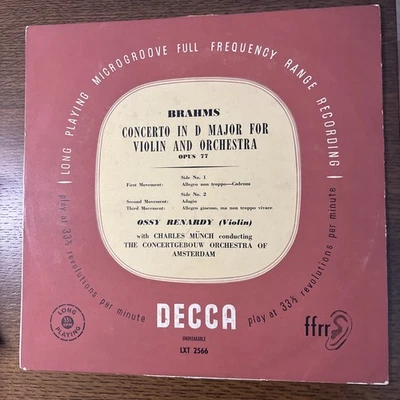 LONG PLAYING MICROGROOVE FULL FREQUENCY RANGE RECORDING
BRAHMS
CONCERTO IN D MAJOR FOR
VIOLIN AND ORCHESTRA
OPUS 77
Side No. 1
First Movement: Allegro non troppo—Cadenza
Side No. 2
Second Movement: Adagio
Third Movement: Allegro giocoso, ma non troppo vivace
OSSY RENARDY (Violin)
with CHARLES MÜNCH conducting
THE CONCERTGEBOUW ORCHESTRA OF
AMSTERDAM
play at 33⅓ revolutions per minute
play at 33⅓ revolutions per minute
LONG
PLAYING
DECCA
UNBREAKABLE
LXT 2566
ffrr